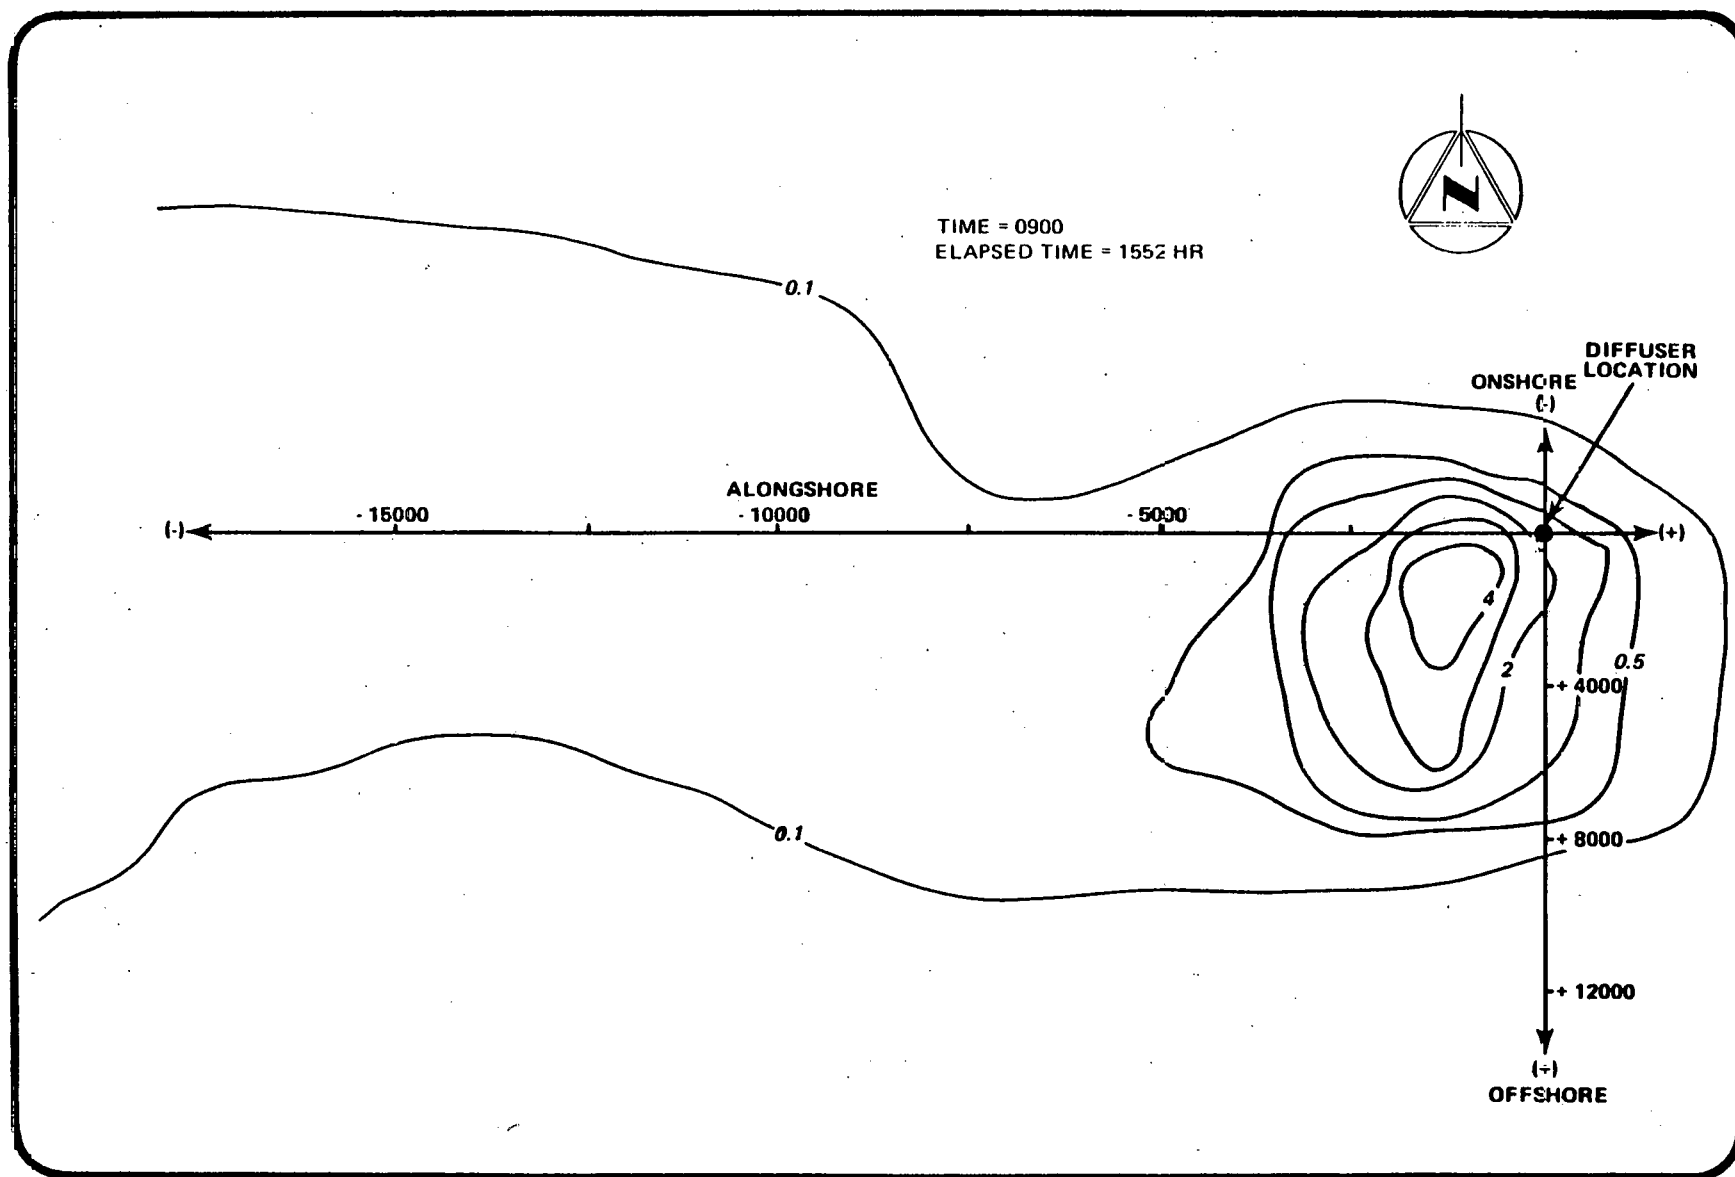 N
TIME = 0900
ELAPSED TIME = 1552 HR
0.1
DIFFUSER
LOCATION
ONSHORE
(-)
ALONGSHORE
- 15000
- 10000
- 5000
(-)
(+)
4
2
0.5
+ 4000
0.1
+ 8000
+ 12000
(+)
OFFSHORE